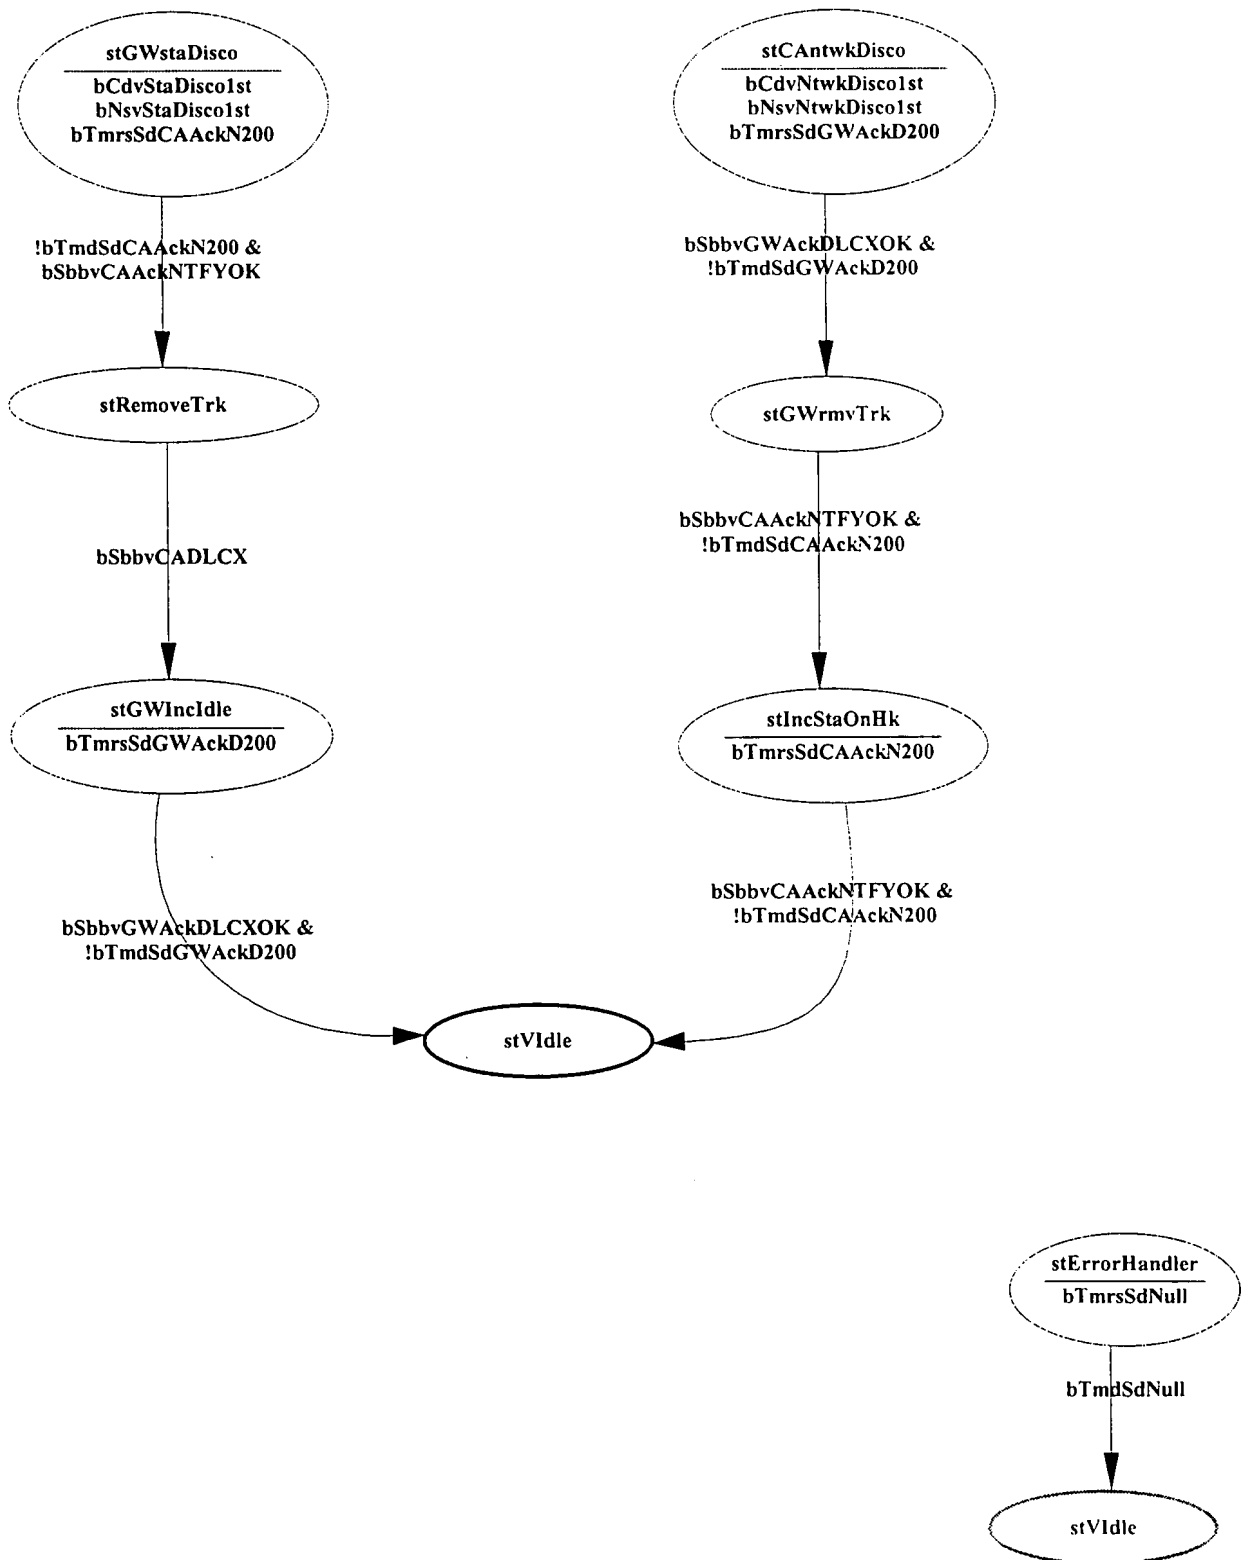 stGWstaDisco
bCdvStaDisco1st
bNsvStaDisco1st
bTmrsSdCAAckN200
!bTmdSdCAAckN200 &
bSbbvCAAckNTFYOK
stRemoveTrk
bSbbvCADLCX
stGWIncIdle
bTmrsSdGWAckD200
bSbbvGWAckDLCXOK &
!bTmdSdGWAckD200
stCAntwkDisco
bCdvNtwkDisco1st
bNsvNtwkDisco1st
bTmrsSdGWAckD200
bSbbvGWAckDLCXOK &
!bTmdSdGWAckD200
stGWrmvTrk
bSbbvCAAckNTFYOK &
!bTmdSdCAAckN200
stIncStaOnHk
bTmrsSdCAAckN200
bSbbvCAAckNTFYOK &
!bTmdSdCAAckN200
stVIdle
stErrorHandler
bTmrsSdNull
bTmdSdNull
stVIdle